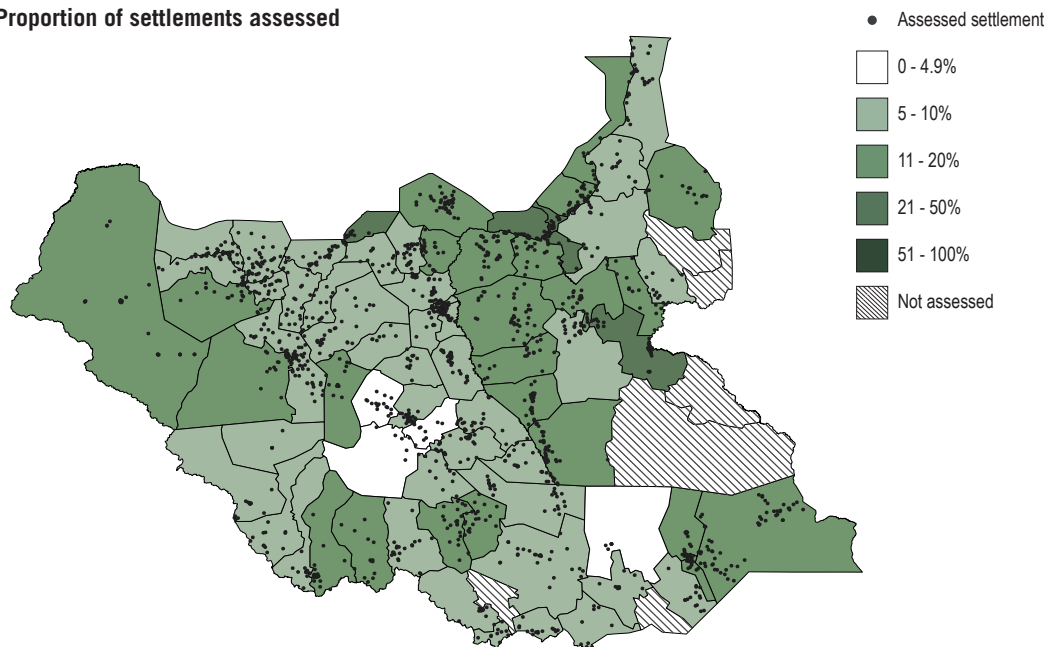 Proportion of settlements assessed
Assessed settlement
0 - 4.9%
5 - 10%
11 - 20%
21 - 50%
51 - 100%
Not assessed